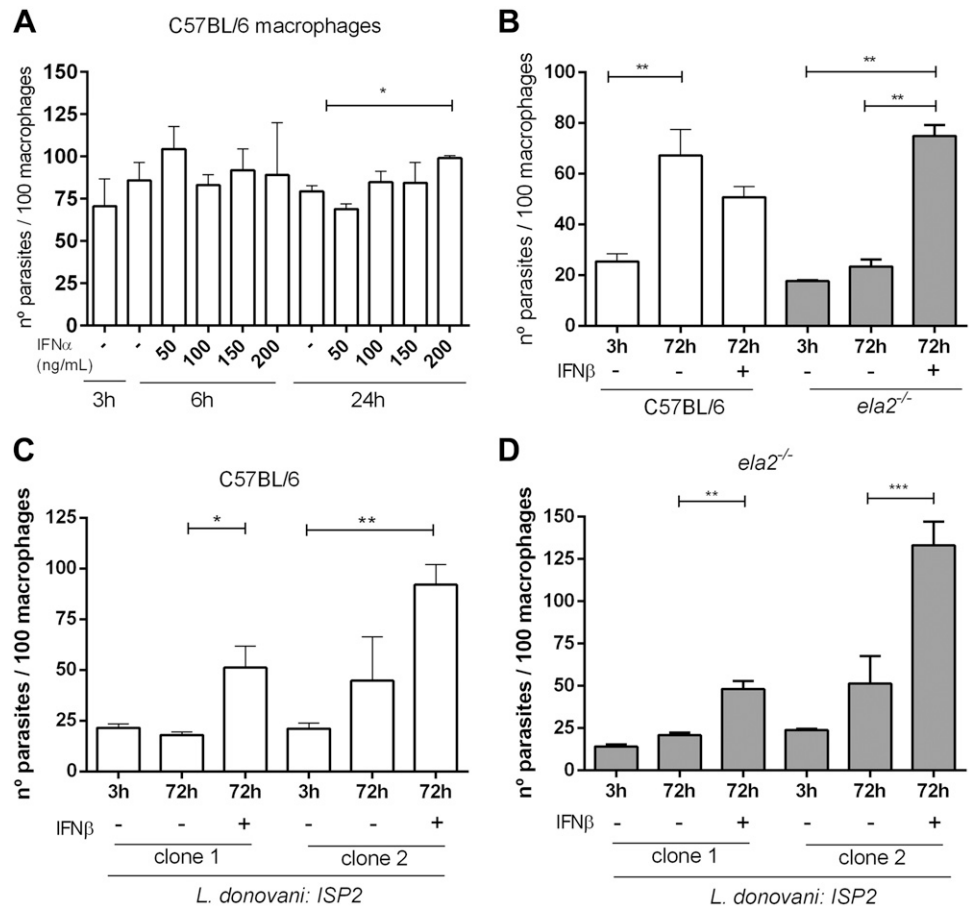 A
C57BL/6 macrophages
nº parasites / 100 macrophages
150
125
100
75
50
25
0
*
IFNα
(ng/mL)
- - 50 100 150 200 - 50 100 150 200
3h 6h 24h
B
nº parasites / 100 macrophages
100
80
60
40
20
0
** ** **
3h 72h 72h 3h 72h 72h
IFNβ - - + - - +
C57BL/6 ela2-/-
C
C57BL/6
nº parasites / 100 macrophages
125
100
75
50
25
0
* **
3h 72h 72h 3h 72h 72h
IFNβ - - + - - +
clone 1 clone 2
L. donovani: ISP2
D
ela2-/-
nº parasites / 100 macrophages
150
125
100
75
50
25
0
** ***
3h 72h 72h 3h 72h 72h
IFNβ - - + - - +
clone 1 clone 2
L. donovani: ISP2